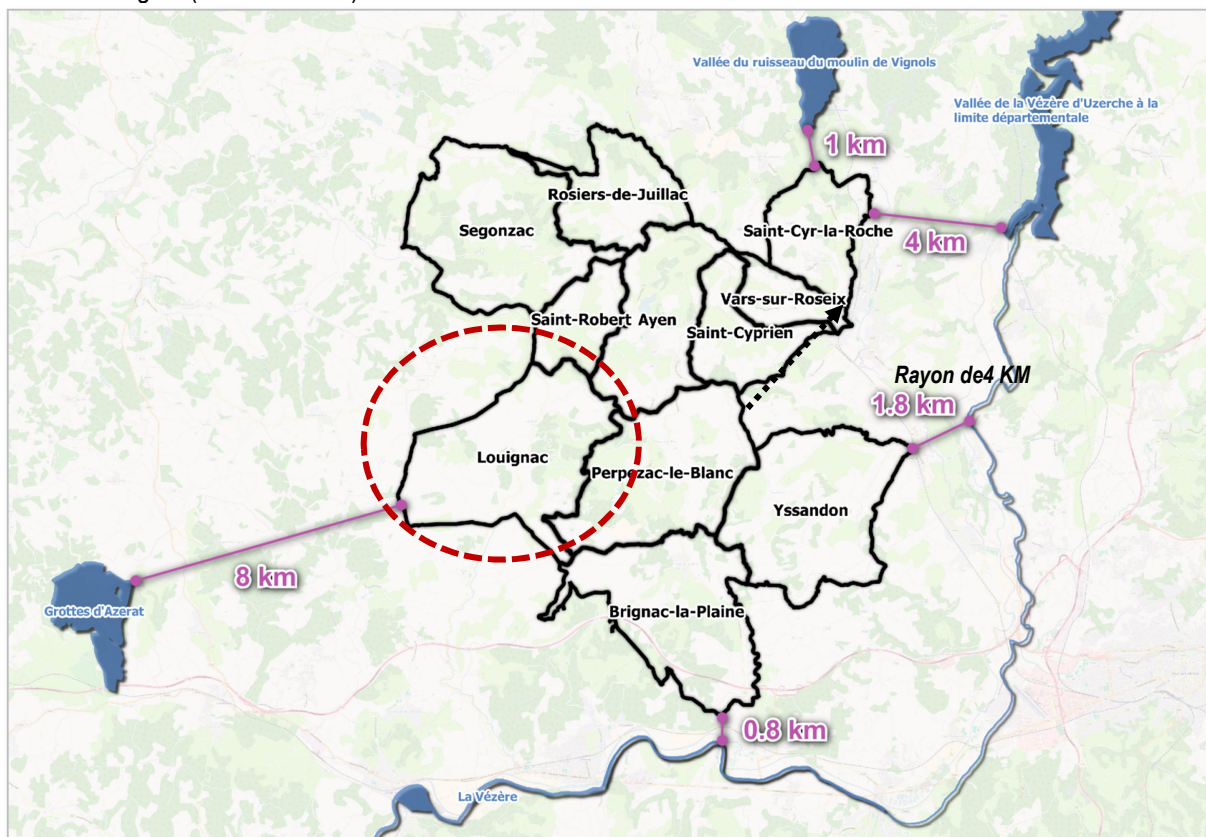 Vallée du ruisseau du moulin de Vignols
Vallée de la Vézère d'Uzerche à la
limite départementale
1 km
Rosiers-de-Juillac
Segonzac
Saint-Cyr-la-Roche
4 km
Vars-sur-Roseix
Saint-Robert
Ayen
Saint-Cyprien
Rayon de4 KM
1.8 km
Louignac
Perpezac-le-Blanc
Yssandon
8 km
Grottes d'Azerat
Brignac-la-Plaine
0.8 km
La Vézère